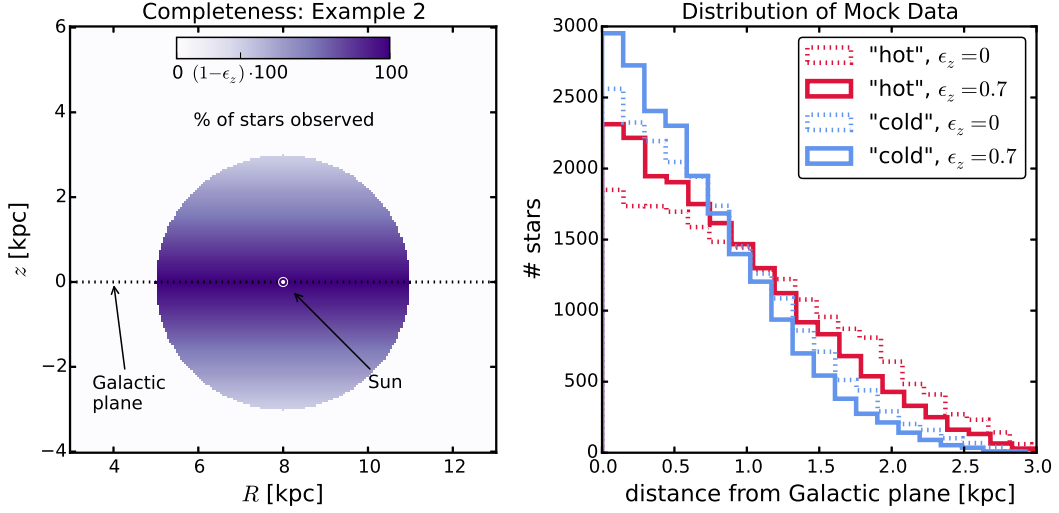 Completeness: Example 2
6
4
2
0
−2
−4
z [kpc]
0 (1−ϵz)·100 100
% of stars observed
Galactic
plane
Sun
4 6 8 10 12
R [kpc]
Distribution of Mock Data
3000
2500
2000
1500
1000
500
0
# stars
"hot", ϵz=0
"hot", ϵz=0.7
"cold", ϵz=0
"cold", ϵz=0.7
0.0 0.5 1.0 1.5 2.0 2.5 3.0
distance from Galactic plane [kpc]